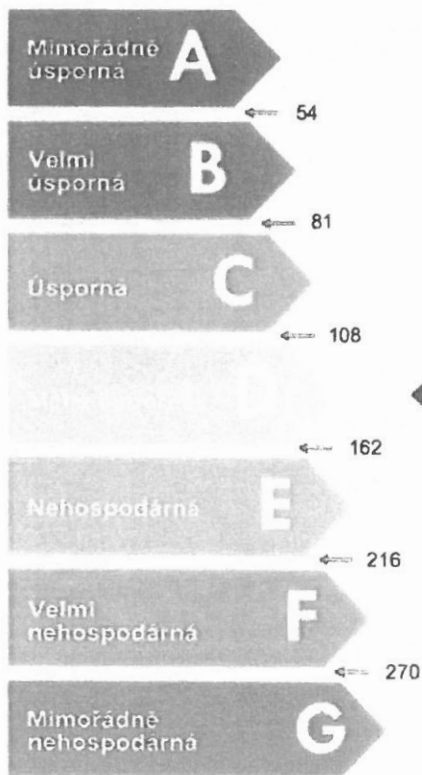 Mimořádně
úsporná
A
54
Velmi
úsporná
B
81
Úsporná
C
108
D
162
Nehospodárná
E
216
Velmi
nehospodárná
F
270
Mimořádně
nehospodárná
G